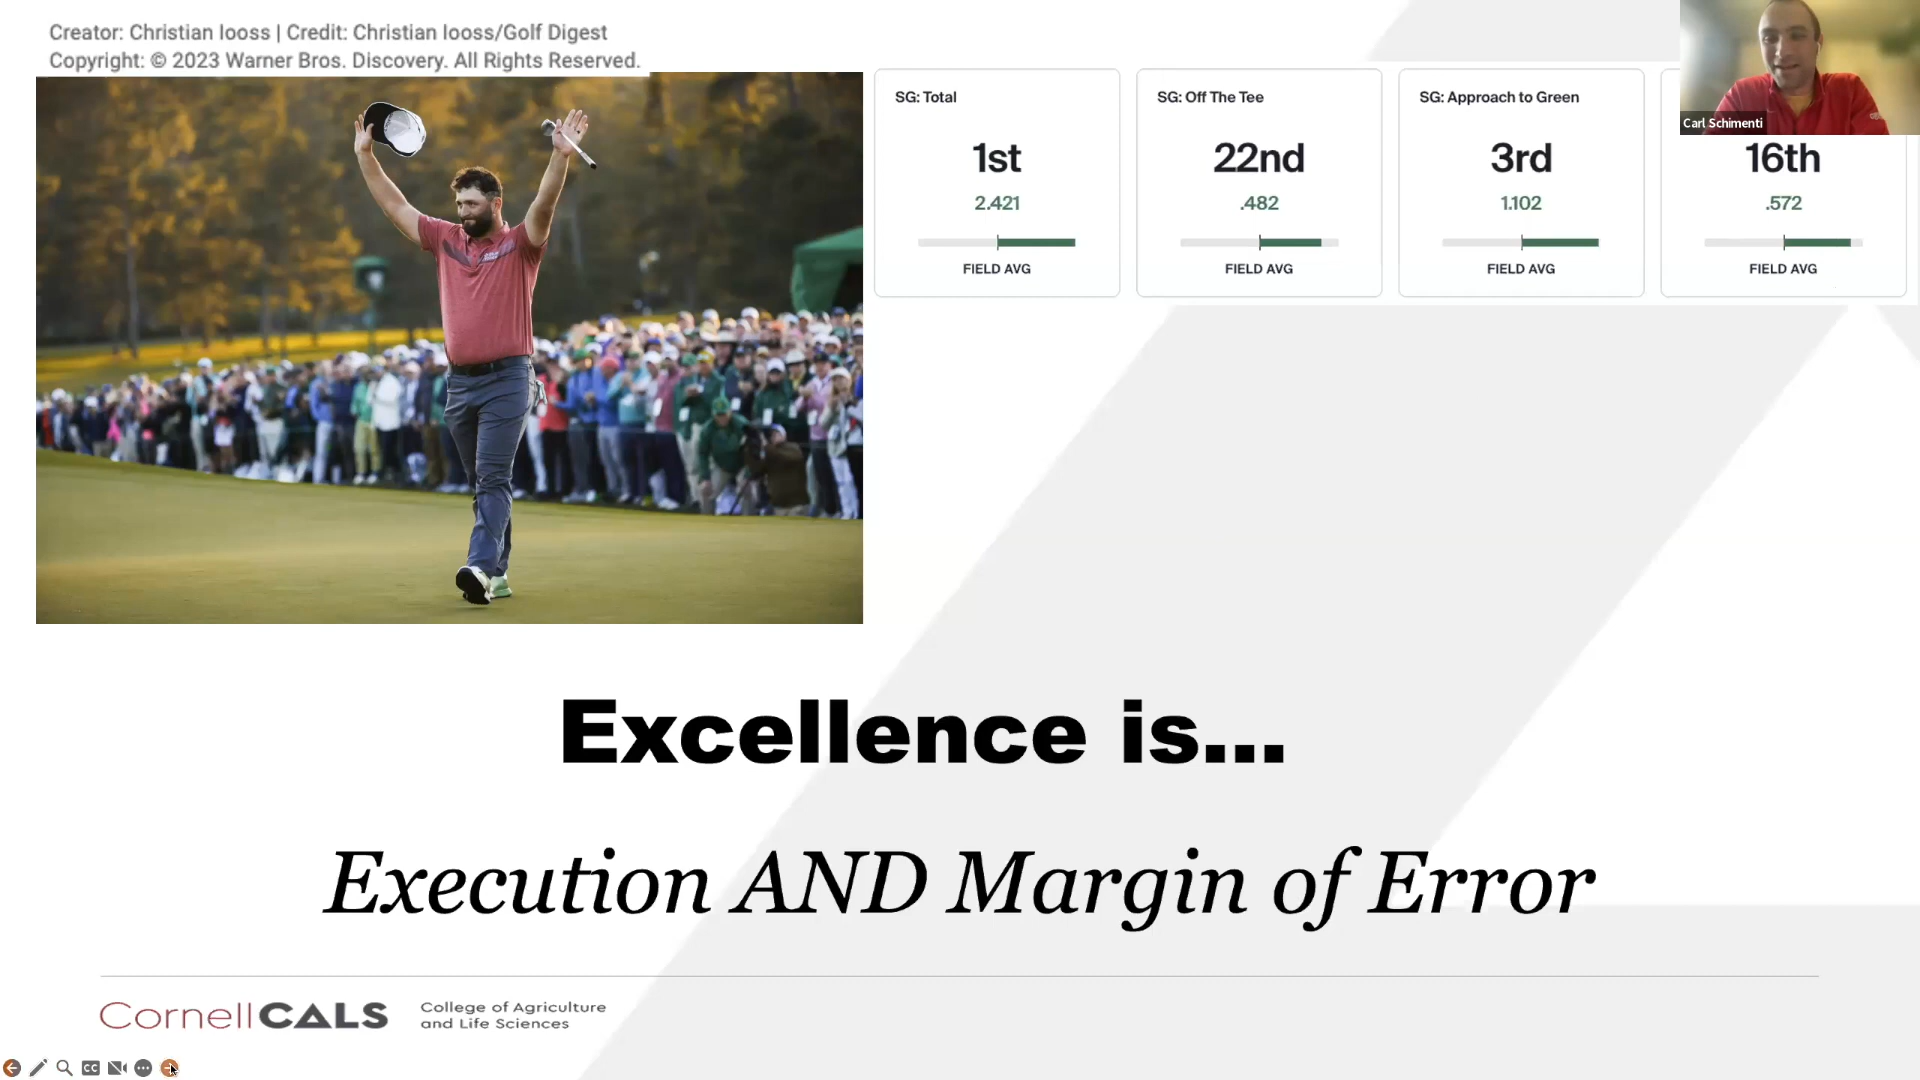 Creator: Christian Iooss | Credit: Christian Iooss/Golf Digest
Copyright: © 2023 Warner Bros. Discovery. All Rights Reserved.
SG: Total
1st
2.421
FIELD AVG
SG: Off The Tee
22nd
.482
FIELD AVG
SG: Approach to Green
3rd
1.102
FIELD AVG
Carl Schimenti
16th
.572
FIELD AVG
Excellence is...
Execution AND Margin of Error
CornellCALS
College of Agriculture
and Life Sciences
CC